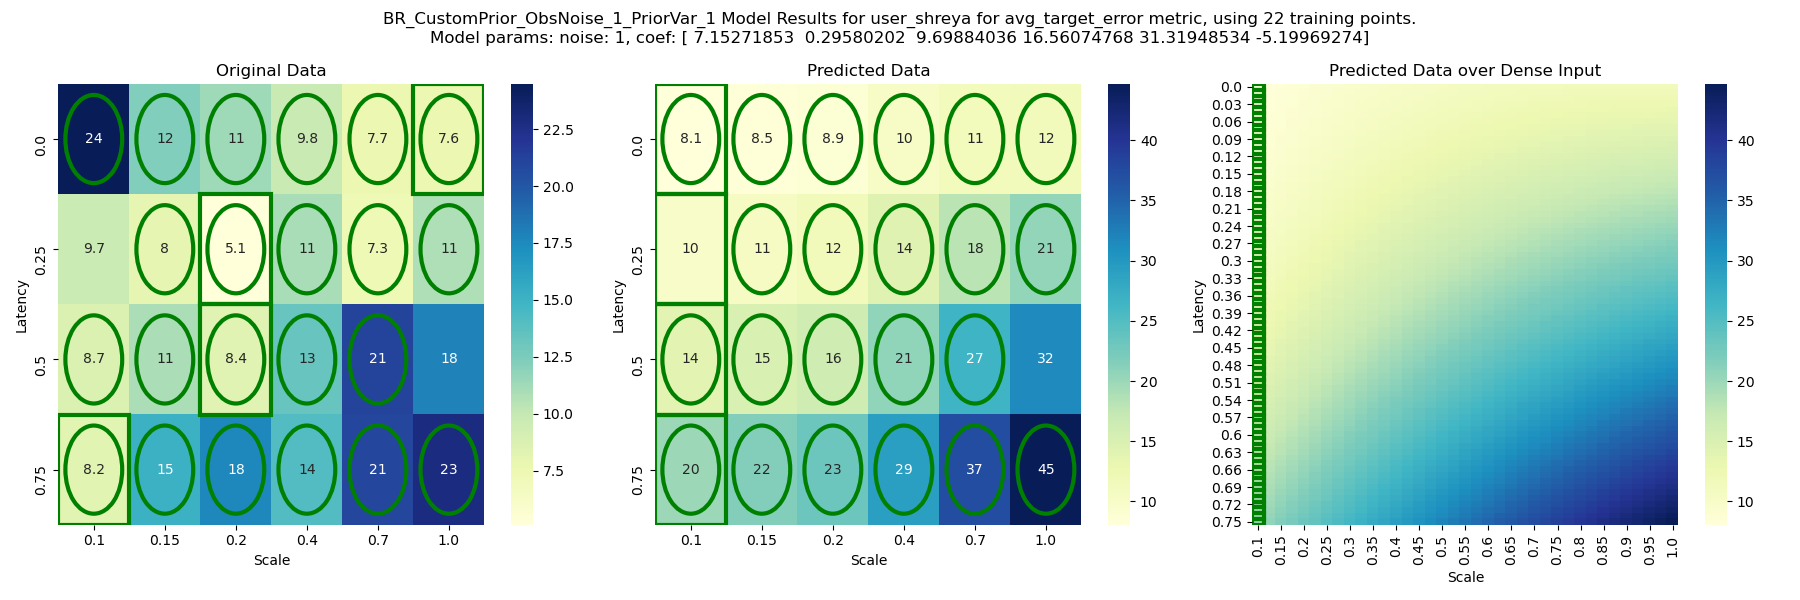 BR_CustomPrior_ObsNoise_1_PriorVar_1 Model Results for user_shreya for avg_target_error metric, using 22 training points.
Model params: noise: 1, coef: [ 7.15271853  0.29580202  9.69884036 16.56074768 31.31948534 -5.19969274]
Original Data
0.0 24 12 11 9.8 7.7 7.6
0.25 9.7 8 5.1 11 7.3 11
0.5 8.7 11 8.4 13 21 18
0.75 8.2 15 18 14 21 23
0.1 0.15 0.2 0.4 0.7 1.0
Latency
Scale
22.5
20.0
17.5
15.0
12.5
10.0
7.5
Predicted Data
0.0 8.1 8.5 8.9 10 11 12
0.25 10 11 12 14 18 21
0.5 14 15 16 21 27 32
0.75 20 22 23 29 37 45
0.1 0.15 0.2 0.4 0.7 1.0
Latency
Scale
40
35
30
25
20
15
10
Predicted Data over Dense Input
0.0
0.03
0.06
0.09
0.12
0.15
0.18
0.21
0.24
0.27
0.3
0.33
0.36
0.39
0.42
0.45
0.48
0.51
0.54
0.57
0.6
0.63
0.66
0.69
0.72
0.75
Latency
0.1 0.15 0.2 0.25 0.3 0.35 0.4 0.45 0.5 0.55 0.6 0.65 0.7 0.75 0.8 0.85 0.9 0.95 1.0
Scale
40
35
30
25
20
15
10